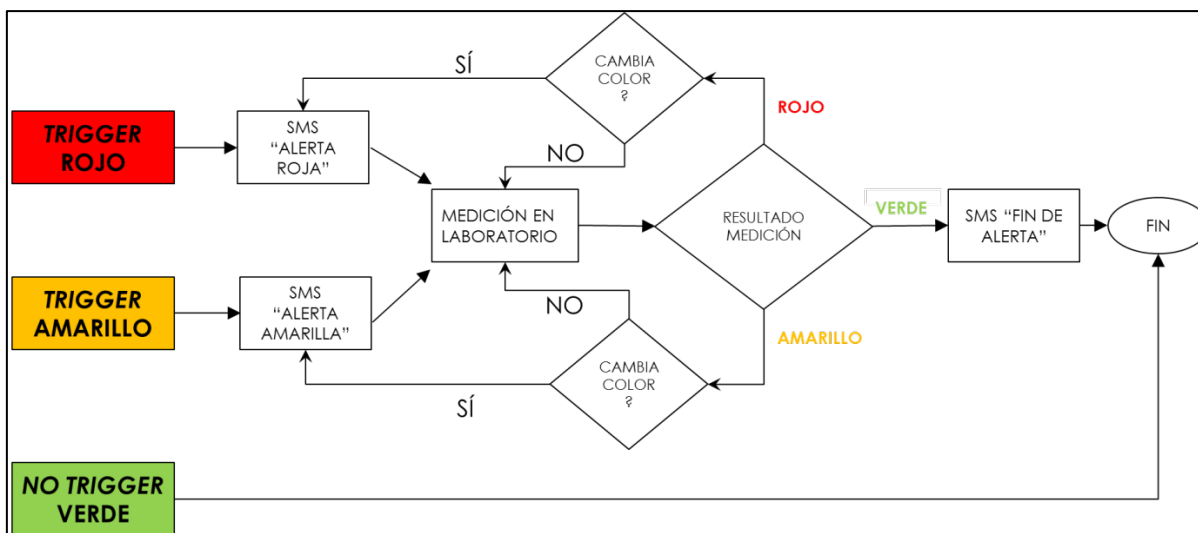 CAMBIA
COLOR
?
SÍ
ROJO
TRIGGER
ROJO
SMS
“ALERTA
ROJA”
NO
MEDICIÓN EN
LABORATORIO
RESULTADO
MEDICIÓN
VERDE
SMS “FIN DE
ALERTA”
FIN
TRIGGER
AMARILLO
SMS
“ALERTA
AMARILLA”
NO
AMARILLO
CAMBIA
COLOR
?
SÍ
NO TRIGGER
VERDE